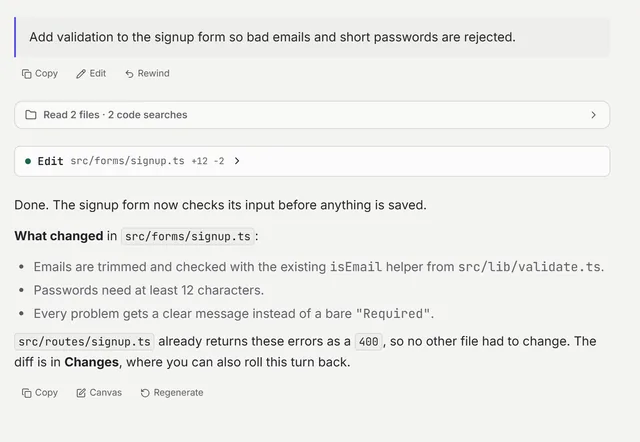 Add validation to the signup form so bad emails and short passwords are rejected.
Copy Edit Rewind
Read 2 files · 2 code searches
Edit src/forms/signup.ts +12 -2
Done. The signup form now checks its input before anything is saved.
What changed in src/forms/signup.ts:
• Emails are trimmed and checked with the existing isEmail helper from src/lib/validate.ts.
• Passwords need at least 12 characters.
• Every problem gets a clear message instead of a bare "Required".
src/routes/signup.ts already returns these errors as a 400, so no other file had to change. The
diff is in Changes, where you can also roll this turn back.
Copy Canvas Regenerate